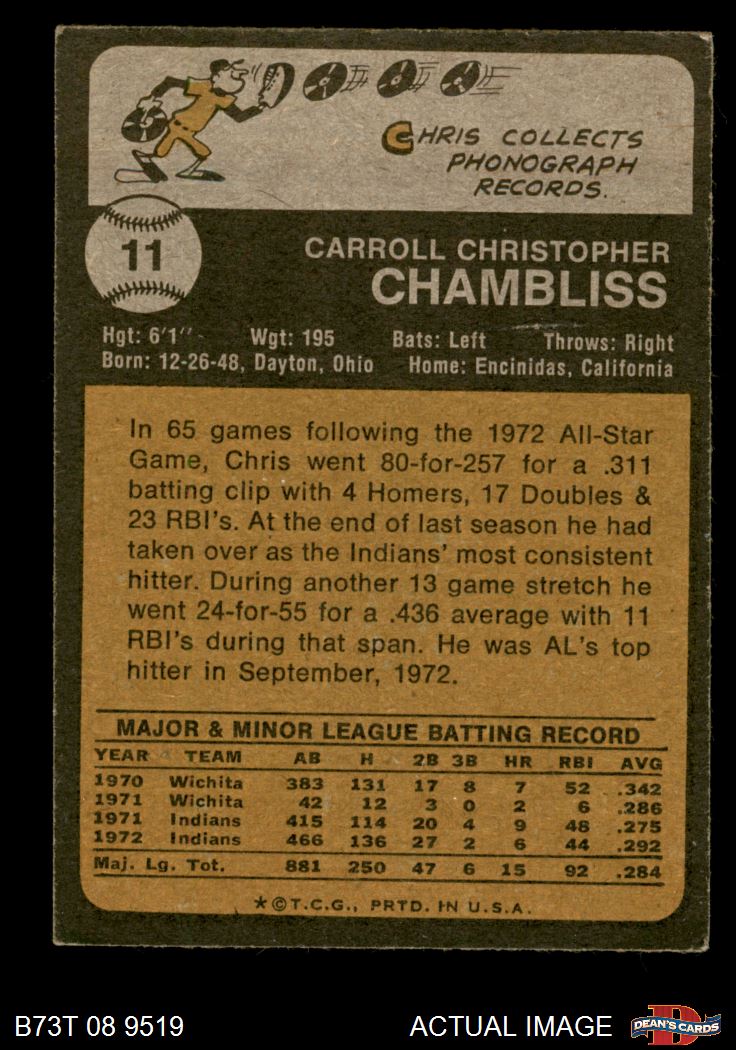 CHRIS COLLECTS
PHONOGRAPH
RECORDS.
11
CARROLL CHRISTOPHER
CHAMBLISS
Hgt: 6'1" Wgt: 195 Bats: Left Throws: Right
Born: 12-26-48, Dayton, Ohio Home: Encinidas, California
In 65 games following the 1972 All-Star
Game, Chris went 80-for-257 for a .311
batting clip with 4 Homers, 17 Doubles &
23 RBI's. At the end of last season he had
taken over as the Indians' most consistent
hitter. During another 13 game stretch he
went 24-for-55 for a .436 average with 11
RBI's during that span. He was AL's top
hitter in September, 1972.
MAJOR & MINOR LEAGUE BATTING RECORD
YEAR TEAM AB H 2B 3B HR RBI AVG
1970 Wichita 383 131 17 8 7 52 .342
1971 Wichita 42 12 3 0 2 6 .286
1971 Indians 415 114 20 4 9 48 .275
1972 Indians 466 136 27 2 6 44 .292
Maj. Lg. Tot. 881 250 47 6 15 92 .284
*©T.C.G., PRTD. IN U.S.A.
B73T 08 9519 ACTUAL IMAGE
DEAN'S CARDS